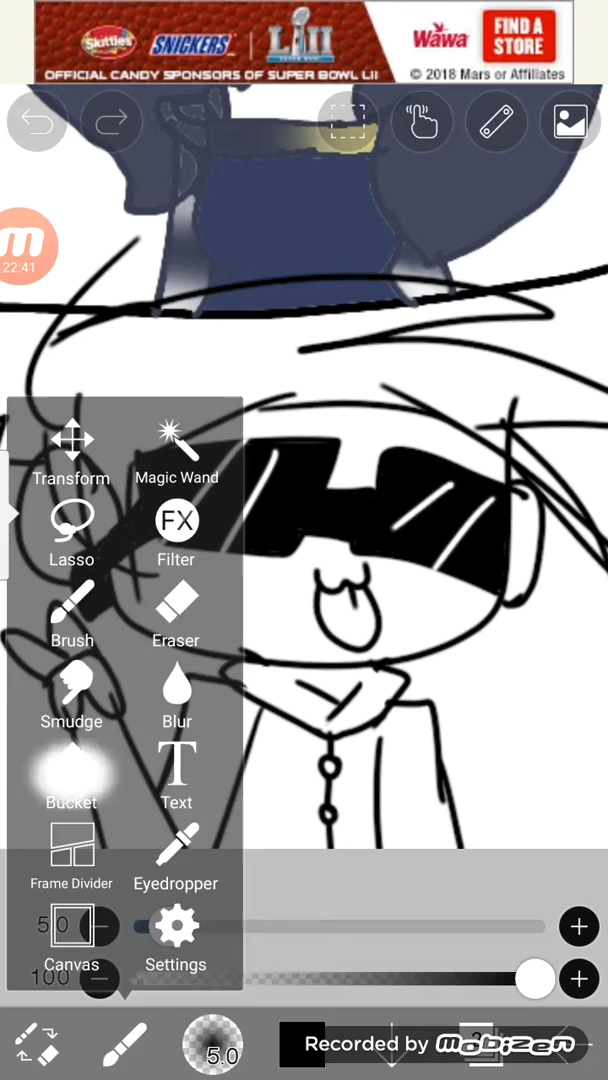 Skittles SNICKERS LII Wawa FIND A STORE
OFFICIAL CANDY SPONSORS OF SUPER BOWL LII © 2018 Mars or Affiliates
22:41
Transform Magic Wand
Lasso FX Filter
Brush Eraser
Smudge Blur
Bucket T Text
Frame Divider Eyedropper
5.0
Canvas Settings
100
5.0
Recorded by mobizen